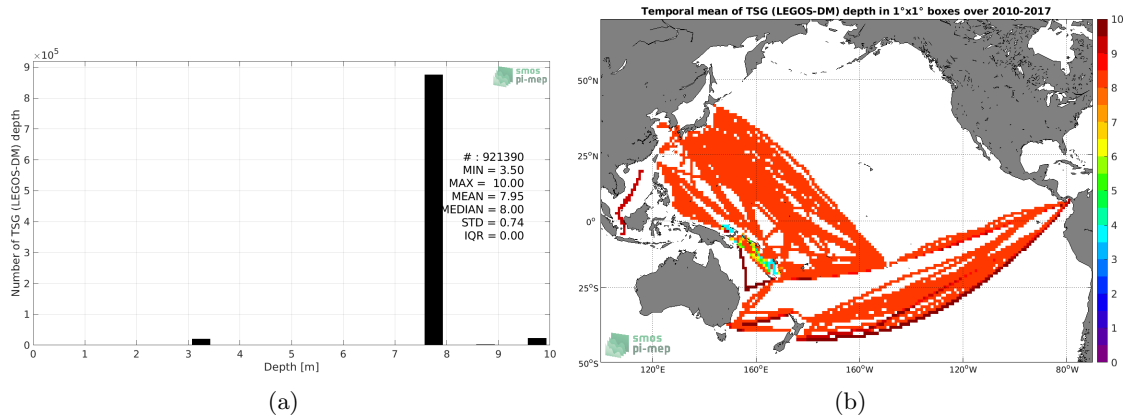 ×10⁵
9
8
7
6
5
4
3
2
1
0
Number of TSG (LEGOS-DM) depth
smos
pi-mep
# : 921390
MIN = 3.50
MAX = 10.00
MEAN = 7.95
MEDIAN = 8.00
STD = 0.74
IQR = 0.00
0 1 2 3 4 5 6 7 8 9 10
Depth [m]
(a)
Temporal mean of TSG (LEGOS-DM) depth in 1°x1° boxes over 2010-2017
50°N
25°N
0°
25°S
50°S
smos
pi-mep
120°E 160°E 160°W 120°W 80°W
10
9
8
7
6
5
4
3
2
1
0
(b)